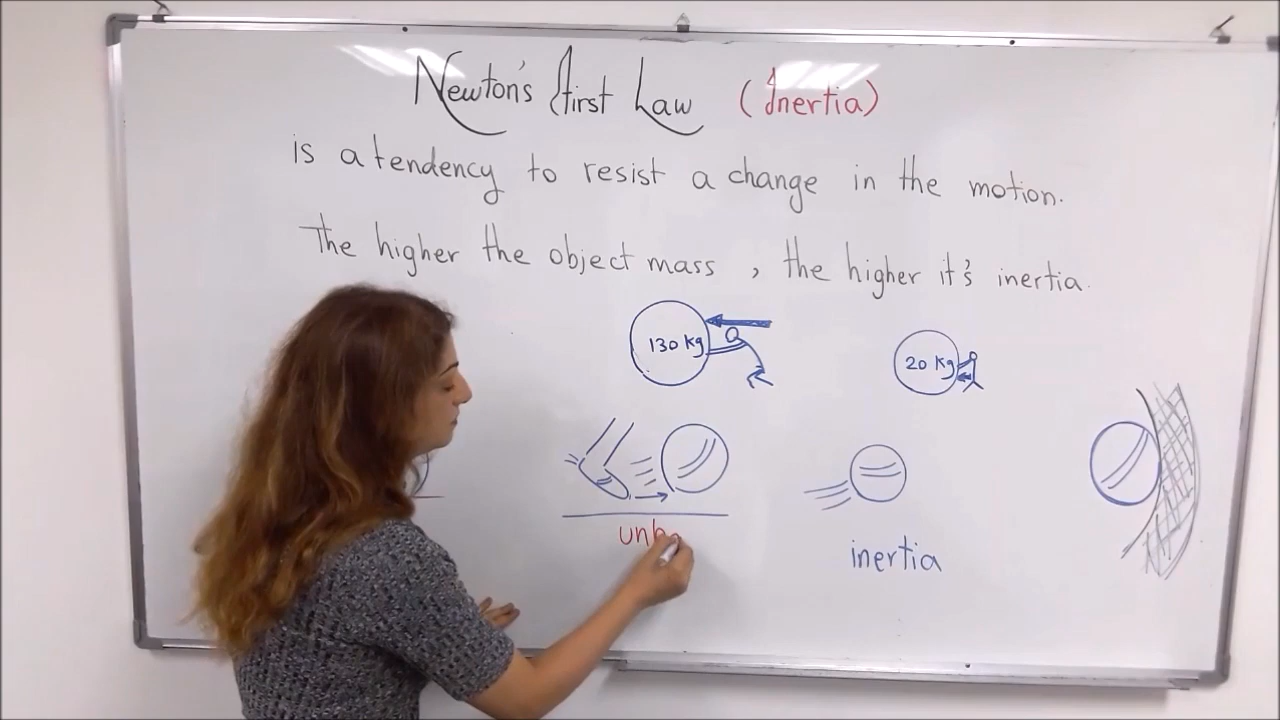 Newton's First Law (Inertia)
is a tendency to resist a change in the motion.
The higher the object mass , the higher it's inertia.
130 kg
20 kg
unb
inertia